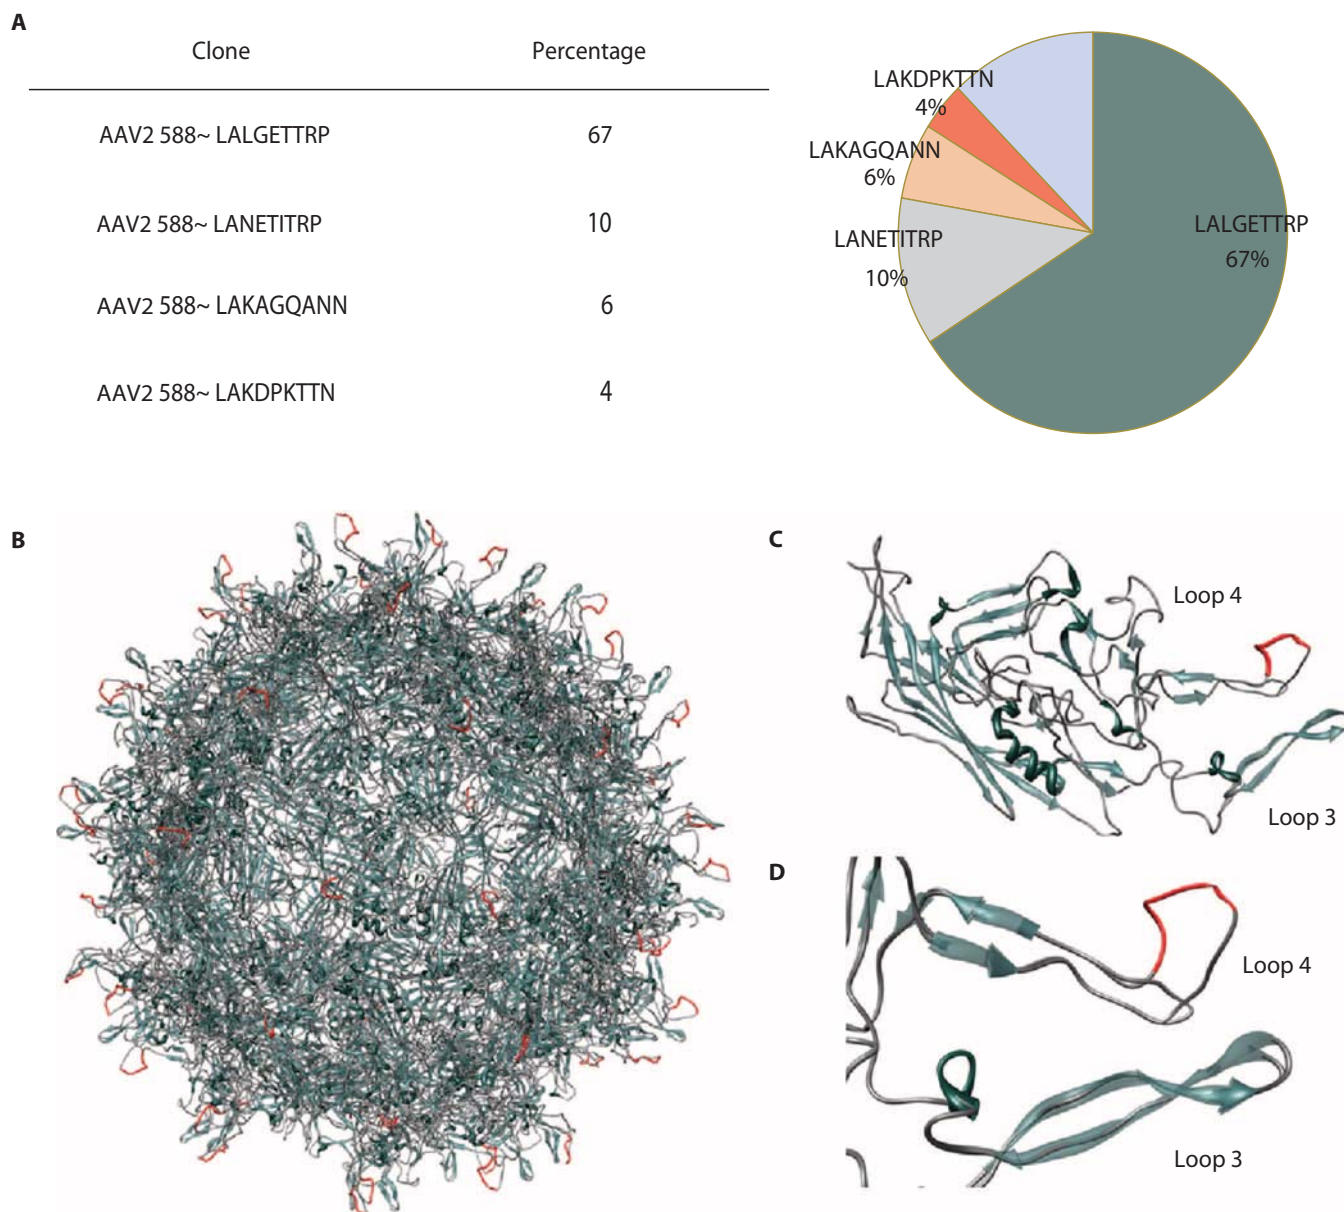 A
Clone Percentage
AAV2 588~ LALGETTRP 67
AAV2 588~ LANETITRP 10
AAV2 588~ LAKAGQANN 6
AAV2 588~ LAKDPKTTN 4
LAKDPKTTN
4%
LAKAGQANN
6%
LANETITRP
10%
LALGETTRP
67%
B
C
Loop 4
Loop 3
D
Loop 4
Loop 3